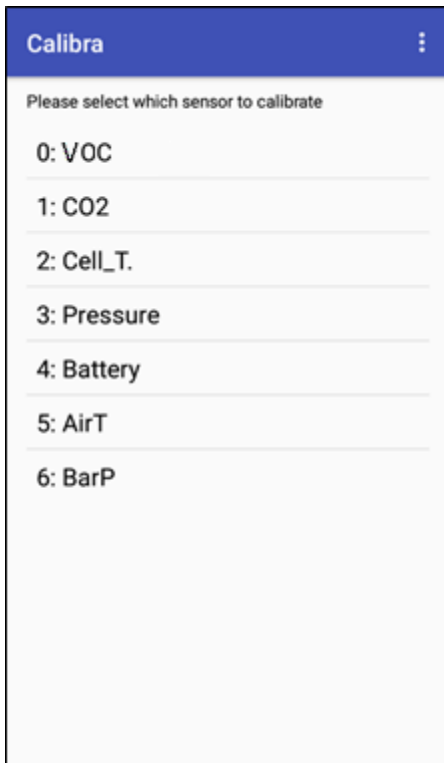 Calibra
Please select which sensor to calibrate
0: VOC
1: CO2
2: Cell_T.
3: Pressure
4: Battery
5: AirT
6: BarP